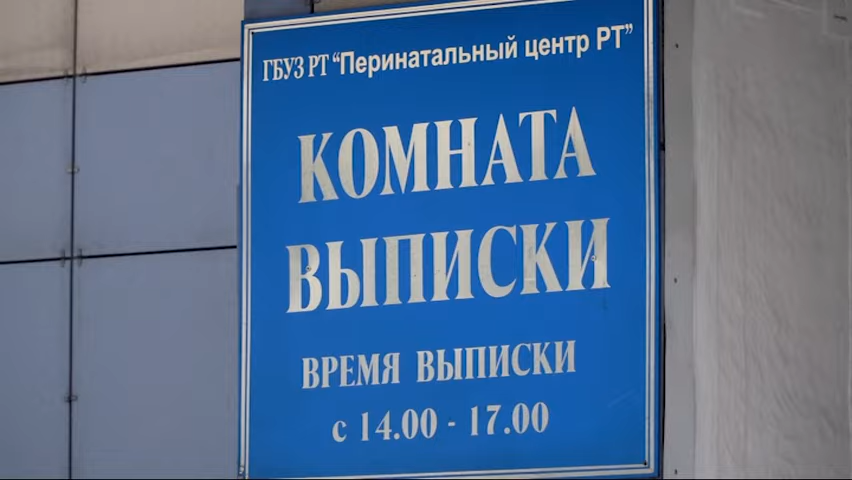 ГБУЗ РТ “Перинатальный центр РТ”
КОМНАТА
ВЫПИСКИ
ВРЕМЯ ВЫПИСКИ
с 14.00 - 17.00